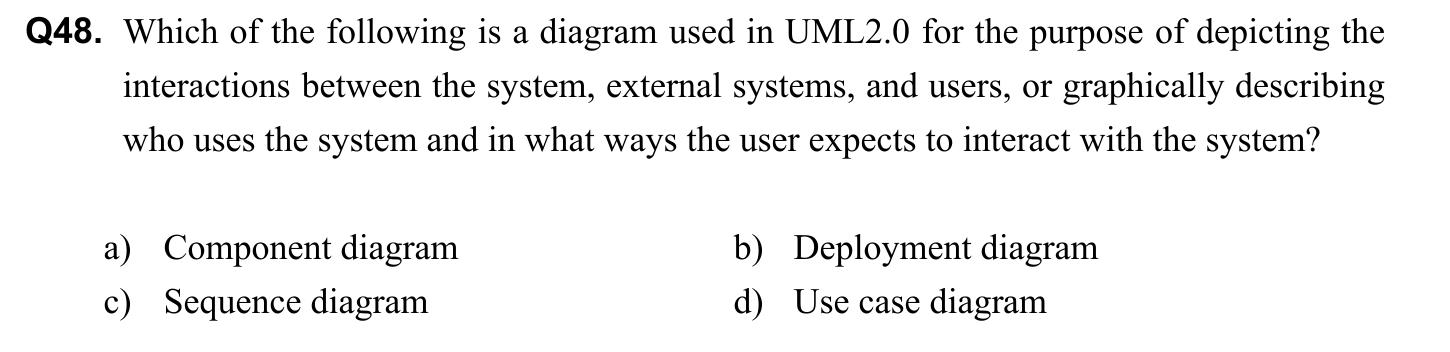 Q48. Which of the following is a diagram used in UML2.0 for the purpose of depicting the
interactions between the system, external systems, and users, or graphically describing
who uses the system and in what ways the user expects to interact with the system?
a) Component diagram b) Deployment diagram
c) Sequence diagram d) Use case diagram